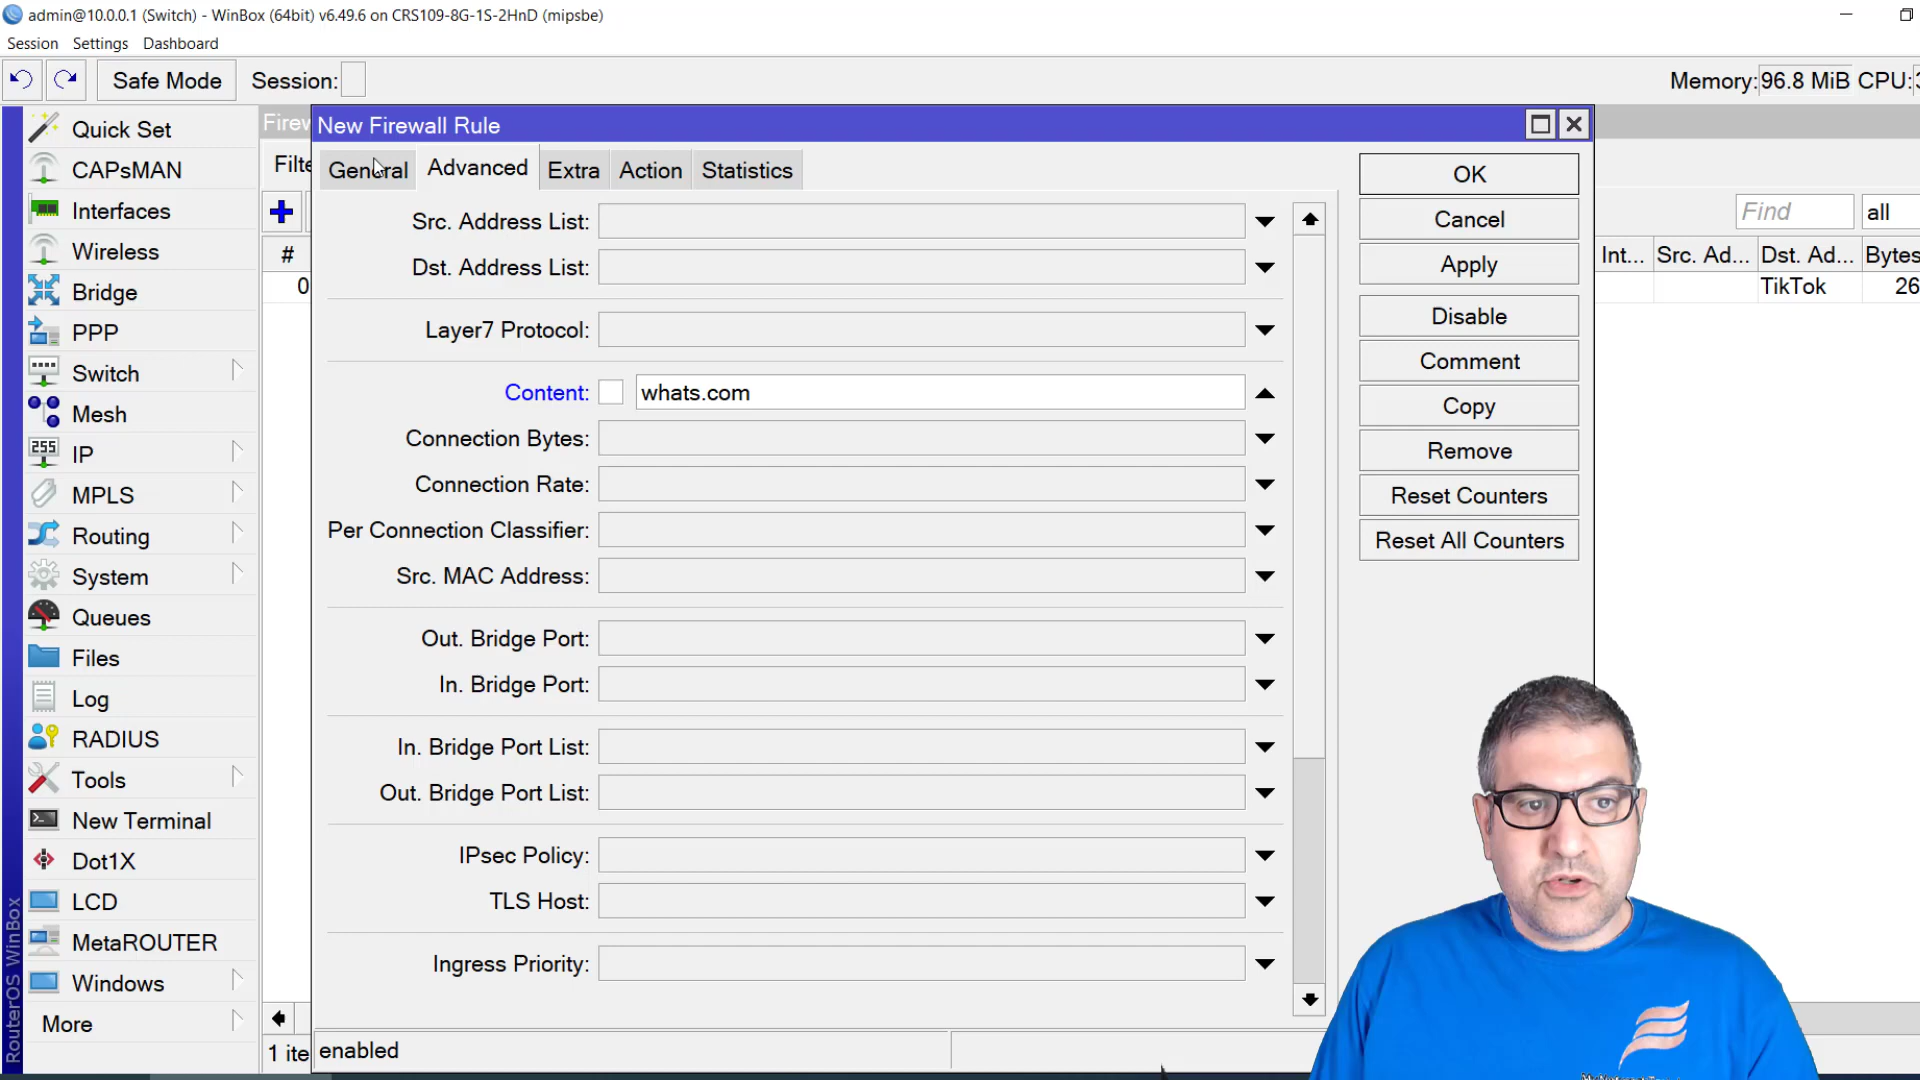 admin@10.0.0.1 (Switch) - WinBox (64bit) v6.49.6 on CRS109-8G-1S-2HnD (mipsbe)
Session Settings Dashboard
Safe Mode Session: Memory: 96.8 MiB CPU:
Quick Set
CAPsMAN
Interfaces
Wireless
Bridge
PPP
Switch
Mesh
IP
MPLS
Routing
System
Queues
Files
Log
RADIUS
Tools
New Terminal
Dot1X
LCD
MetaROUTER
Windows
More
RouterOS WinBox
255
New Firewall Rule
General Advanced Extra Action Statistics
Src. Address List:
Dst. Address List:
Layer7 Protocol:
Content: whats.com
Connection Bytes:
Connection Rate:
Per Connection Classifier:
Src. MAC Address:
Out. Bridge Port:
In. Bridge Port:
In. Bridge Port List:
Out. Bridge Port List:
IPsec Policy:
TLS Host:
Ingress Priority:
enabled
OK
Cancel
Apply
Disable
Comment
Copy
Remove
Reset Counters
Reset All Counters
Find all
# Int... Src. Ad... Dst. Ad... Bytes
0 TikTok 26